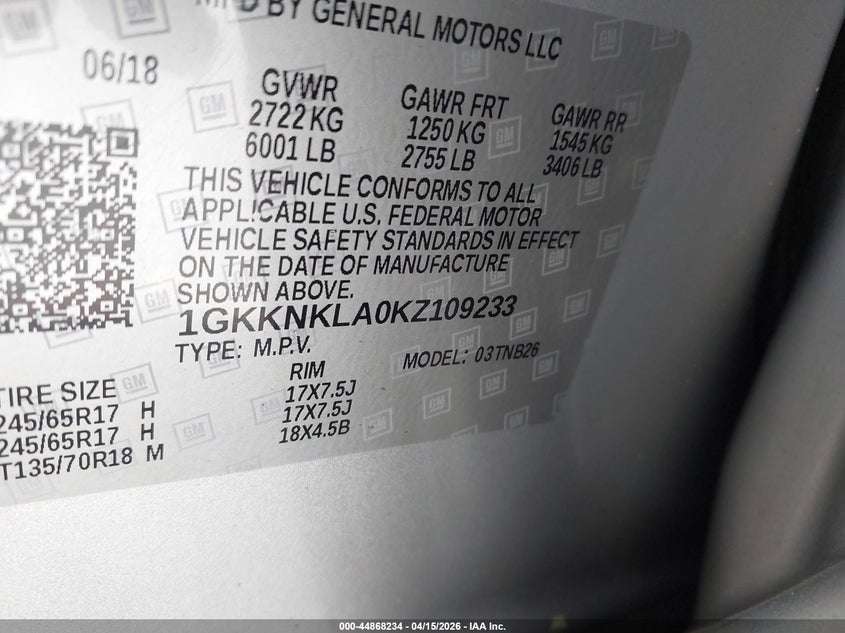 MFD BY GENERAL MOTORS LLC
06/18
GVWR GAWR FRT GAWR RR
2722 KG 1250 KG 1545 KG
6001 LB 2755 LB 3406 LB
THIS VEHICLE CONFORMS TO ALL
APPL!CABLE U.S. FEDERAL MOTOR
VEHICLE SAFETY STANDARDS IN EFFECT
ON THE DATE OF MANUFACTURE
SHOWN ABOVE.
1GKKNKLA0KZ109233
TYPE: M.P.V. MODEL: 03TNB26
TIRE SIZE RIM
245/65R17 H 17X7.5J
245/65R17 H 17X7.5J
T135/70R18 M 18X4.5B
GM
000-44868234 - 04/15/2026 - IAA Inc.